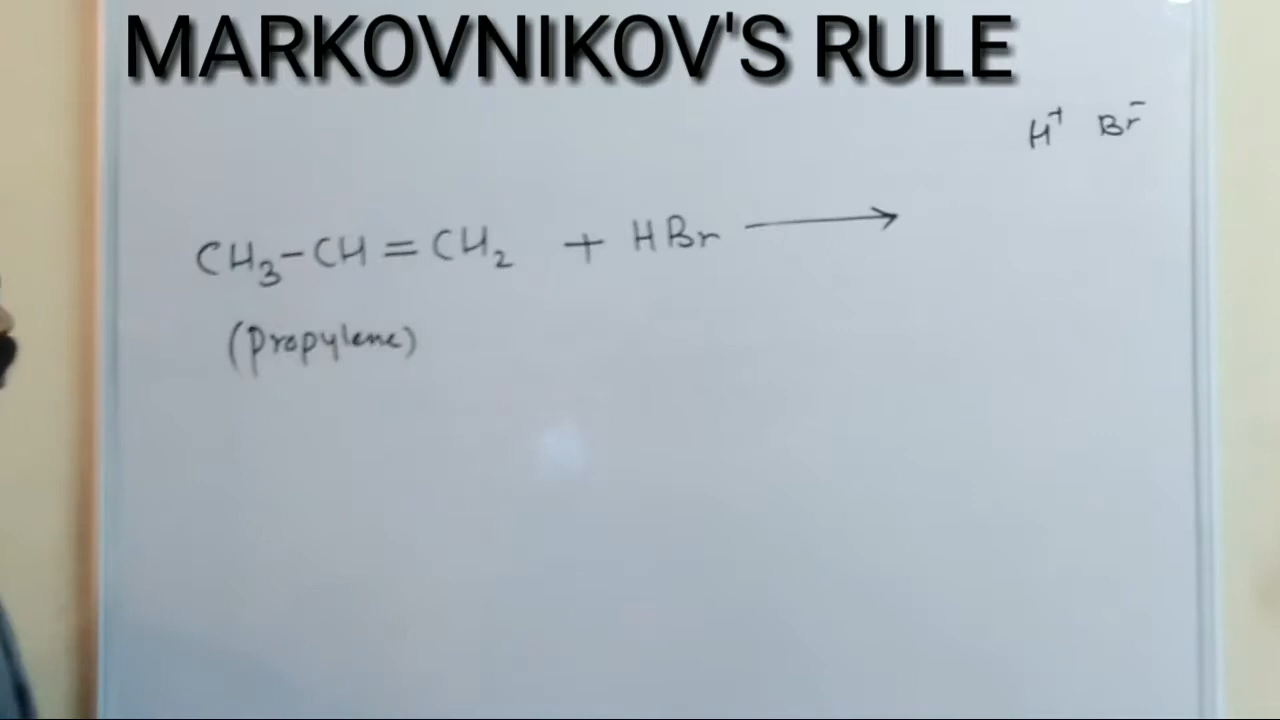 MARKOVNIKOV'S RULE
H⁺ Br⁻
CH₃-CH=CH₂ + HBr ⟶
(Propylene)